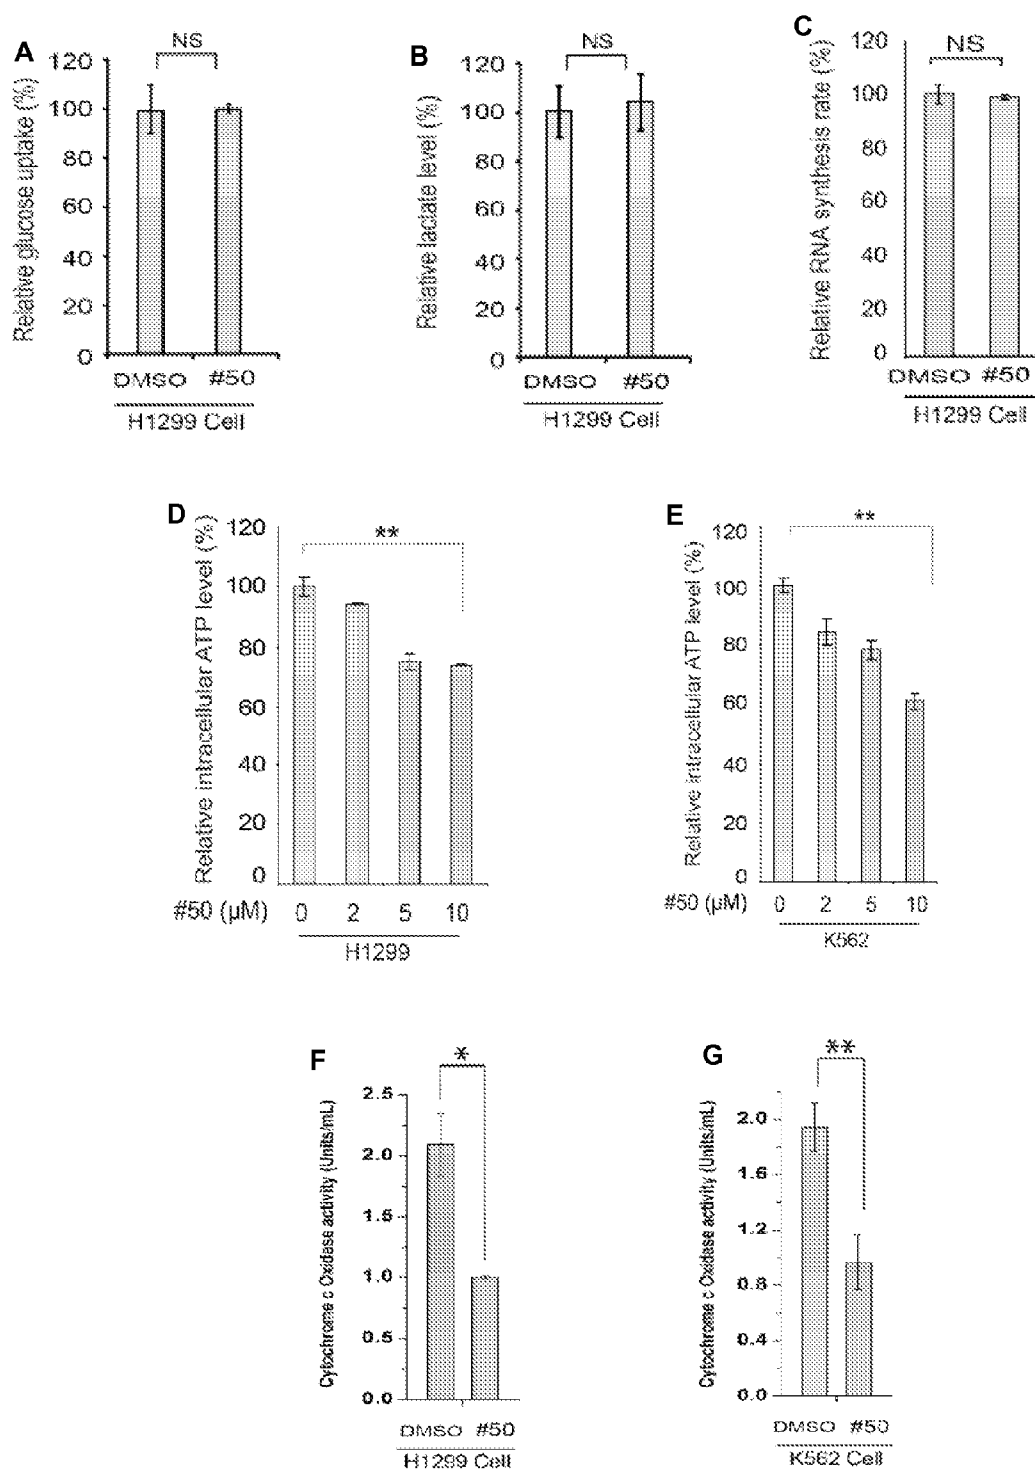 A
Relative glucose uptake (%)
120
100
80
60
40
20
0
NS
DMSO #50
H1299 Cell
B
Relative lactate level (%)
120
100
80
60
40
20
0
NS
DMSO #50
H1299 Cell
C
Relative RNA synthesis rate (%)
120
100
80
60
40
20
0
NS
DMSO #50
H1299 Cell
D
Relative intracellular ATP level (%)
120
100
80
60
40
20
0
**
#50 (µM) 0 2 5 10
H1299
E
Relative intracellular ATP level (%)
120
100
80
60
40
20
0
**
#50 (µM) 0 2 5 10
K562
F
Cytochrome c Oxidase activity (Units/mL)
2.5
2.0
1.5
1.0
0.5
0.0
*
DMSO #50
H1299 Cell
G
Cytochrome c Oxidase activity (Units/mL)
2.0
1.6
1.2
0.8
0.4
0.0
**
DMSO #50
K562 Cell